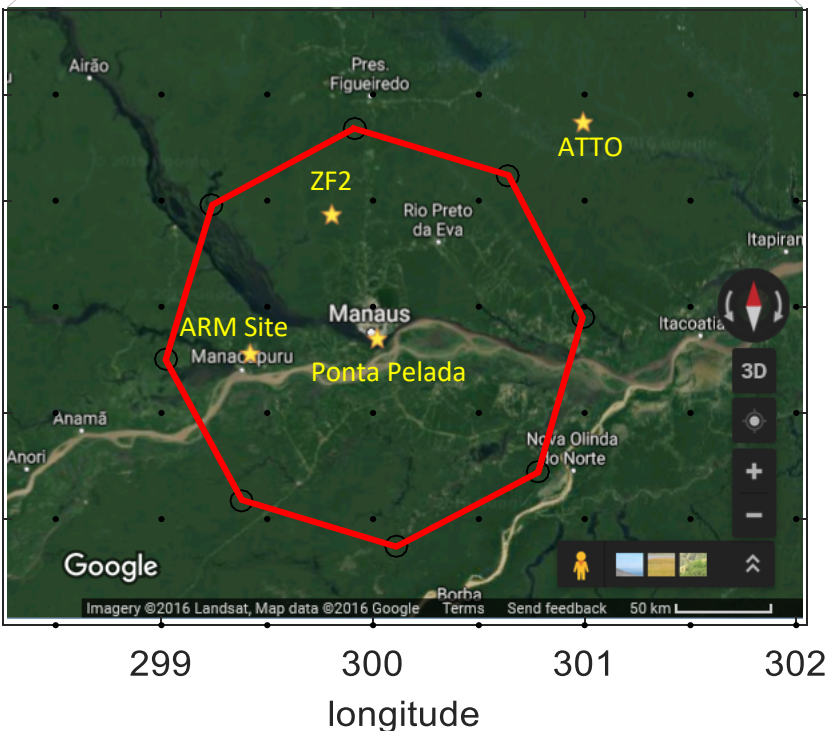 Airão
Pres.
Figueiredo
ATTO
ZF2
Rio Preto
da Eva
Itapiran
Manaus
ARM Site
Itacoatia
Manacapuru
Ponta Pelada
3D
Anamã
Nova Olinda
do Norte
Anori
Google
Borba
Imagery ©2016 Landsat, Map data ©2016 Google Terms Send feedback 50 km
299 300 301 302
longitude